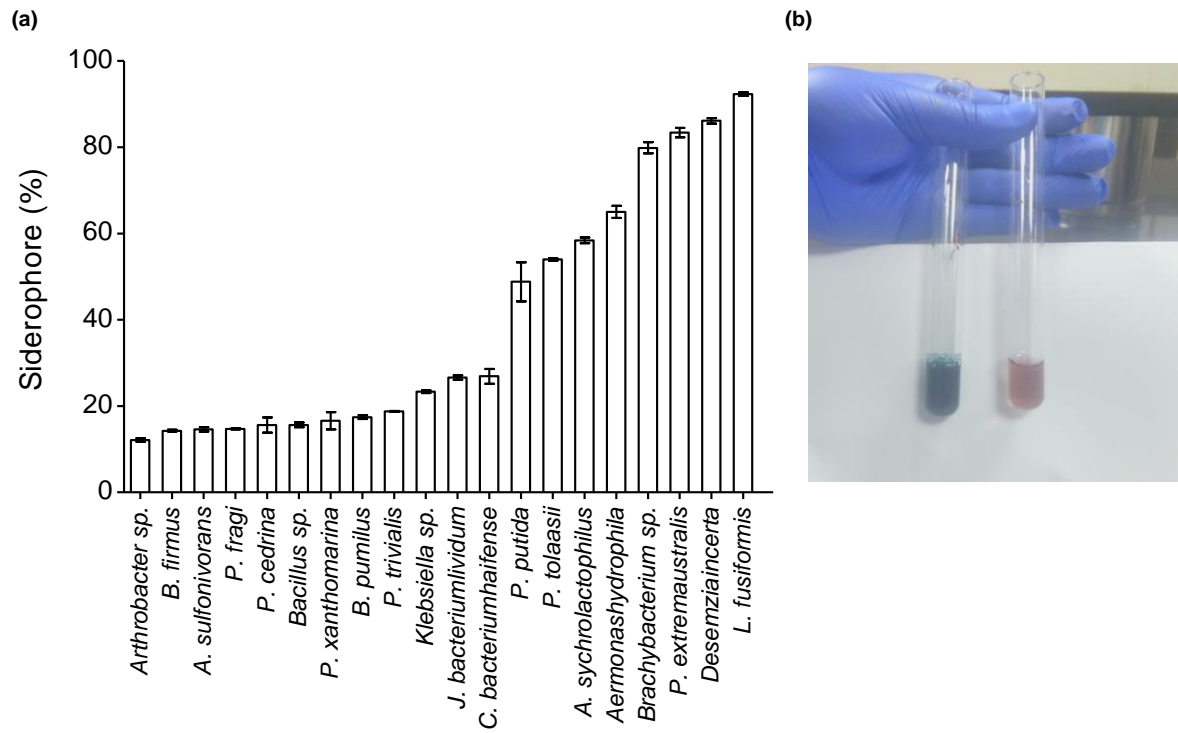 (a)
(b)
100
80
60
40
20
0
Siderophore (%)
Arthrobacter sp.
B. firmus
A. sulfonivorans
P. fragi
P. cedrina
Bacillus sp.
P. xanthomarina
B. pumilus
P. trivialis
Klebsiella sp.
J. bacteriumlividum
C. bacteriumhaifense
P. putida
P. tolaasii
A. sychrolactophilus
Aermonashydrophila
Brachybacterium sp.
P. extremaustralis
Desemziaincerta
L. fusiformis